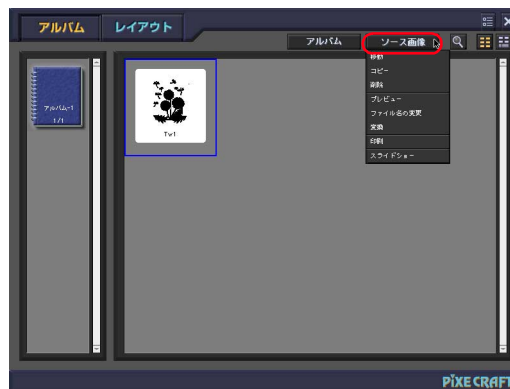 アルバム
レイアウト
アルバム
ソース画像
移動
コピー
削除
プレビュー
ファイル名の変更
変換
印刷
スライドショー
アルバム-1
1/1
Tw1
PIXE CRAFT